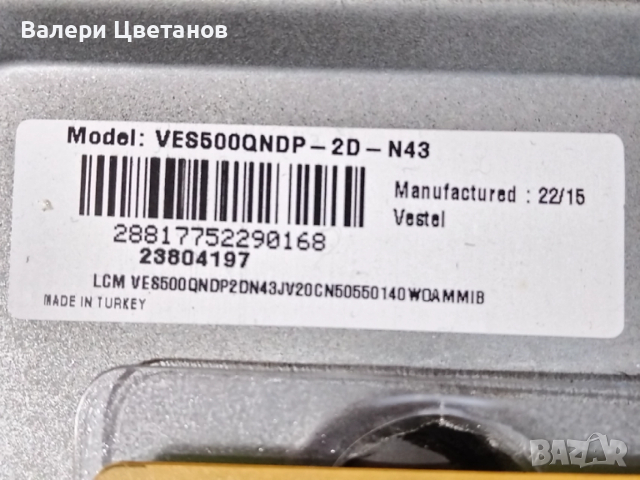 Валери Цветанов
Model: VES500QNDP-2D-N43
Manufactured : 22/15
Vestel
28817752290168
23804197
LCM VES500QNDP2DN43JV20CN50550140W0AMMIB
MADE IN TURKEY
BAZAR